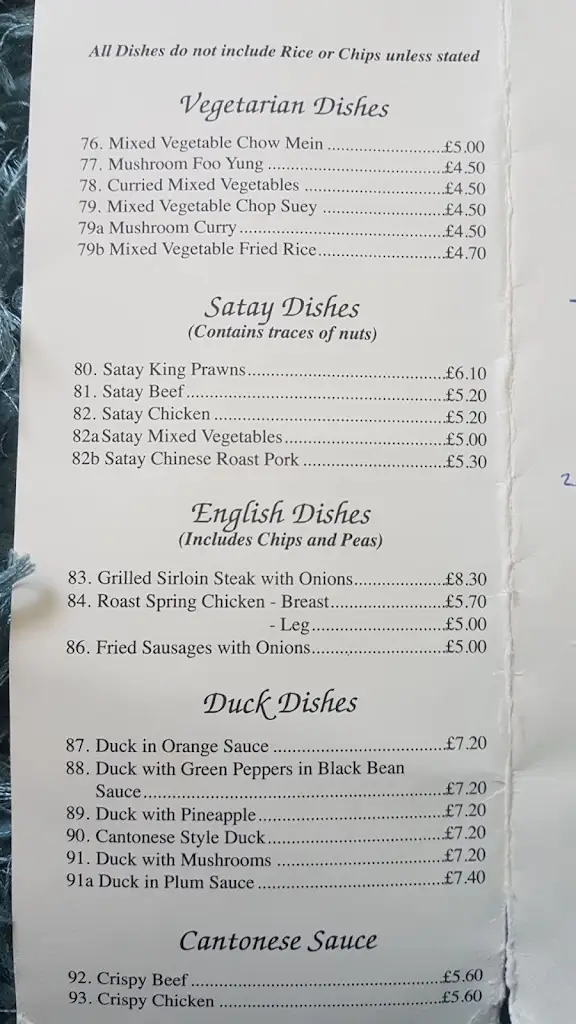 All Dishes do not include Rice or Chips unless stated
Vegetarian Dishes
76. Mixed Vegetable Chow Mein ........................£5.00
77. Mushroom Foo Yung ...................................£4.50
78. Curried Mixed Vegetables ............................£4.50
79. Mixed Vegetable Chop Suey ........................£4.50
79a Mushroom Curry.........................................£4.50
79b Mixed Vegetable Fried Rice.........................£4.70
Satay Dishes
(Contains traces of nuts)
80. Satay King Prawns........................................£6.10
81. Satay Beef....................................................£5.20
82. Satay Chicken ..............................................£5.20
82a Satay Mixed Vegetables................................£5.00
82b Satay Chinese Roast Pork .............................£5.30
English Dishes
(Includes Chips and Peas)
83. Grilled Sirloin Steak with Onions..................£8.30
84. Roast Spring Chicken - Breast.......................£5.70
- Leg...........................£5.00
86. Fried Sausages with Onions...........................£5.00
Duck Dishes
87. Duck in Orange Sauce ...................................£7.20
88. Duck with Green Peppers in Black Bean
Sauce.............................................................£7.20
89. Duck with Pineapple......................................£7.20
90. Cantonese Style Duck....................................£7.20
91. Duck with Mushrooms ..................................£7.20
91a Duck in Plum Sauce......................................£7.40
Cantonese Sauce
92. Crispy Beef...................................................£5.60
93. Crispy Chicken .............................................£5.60
2